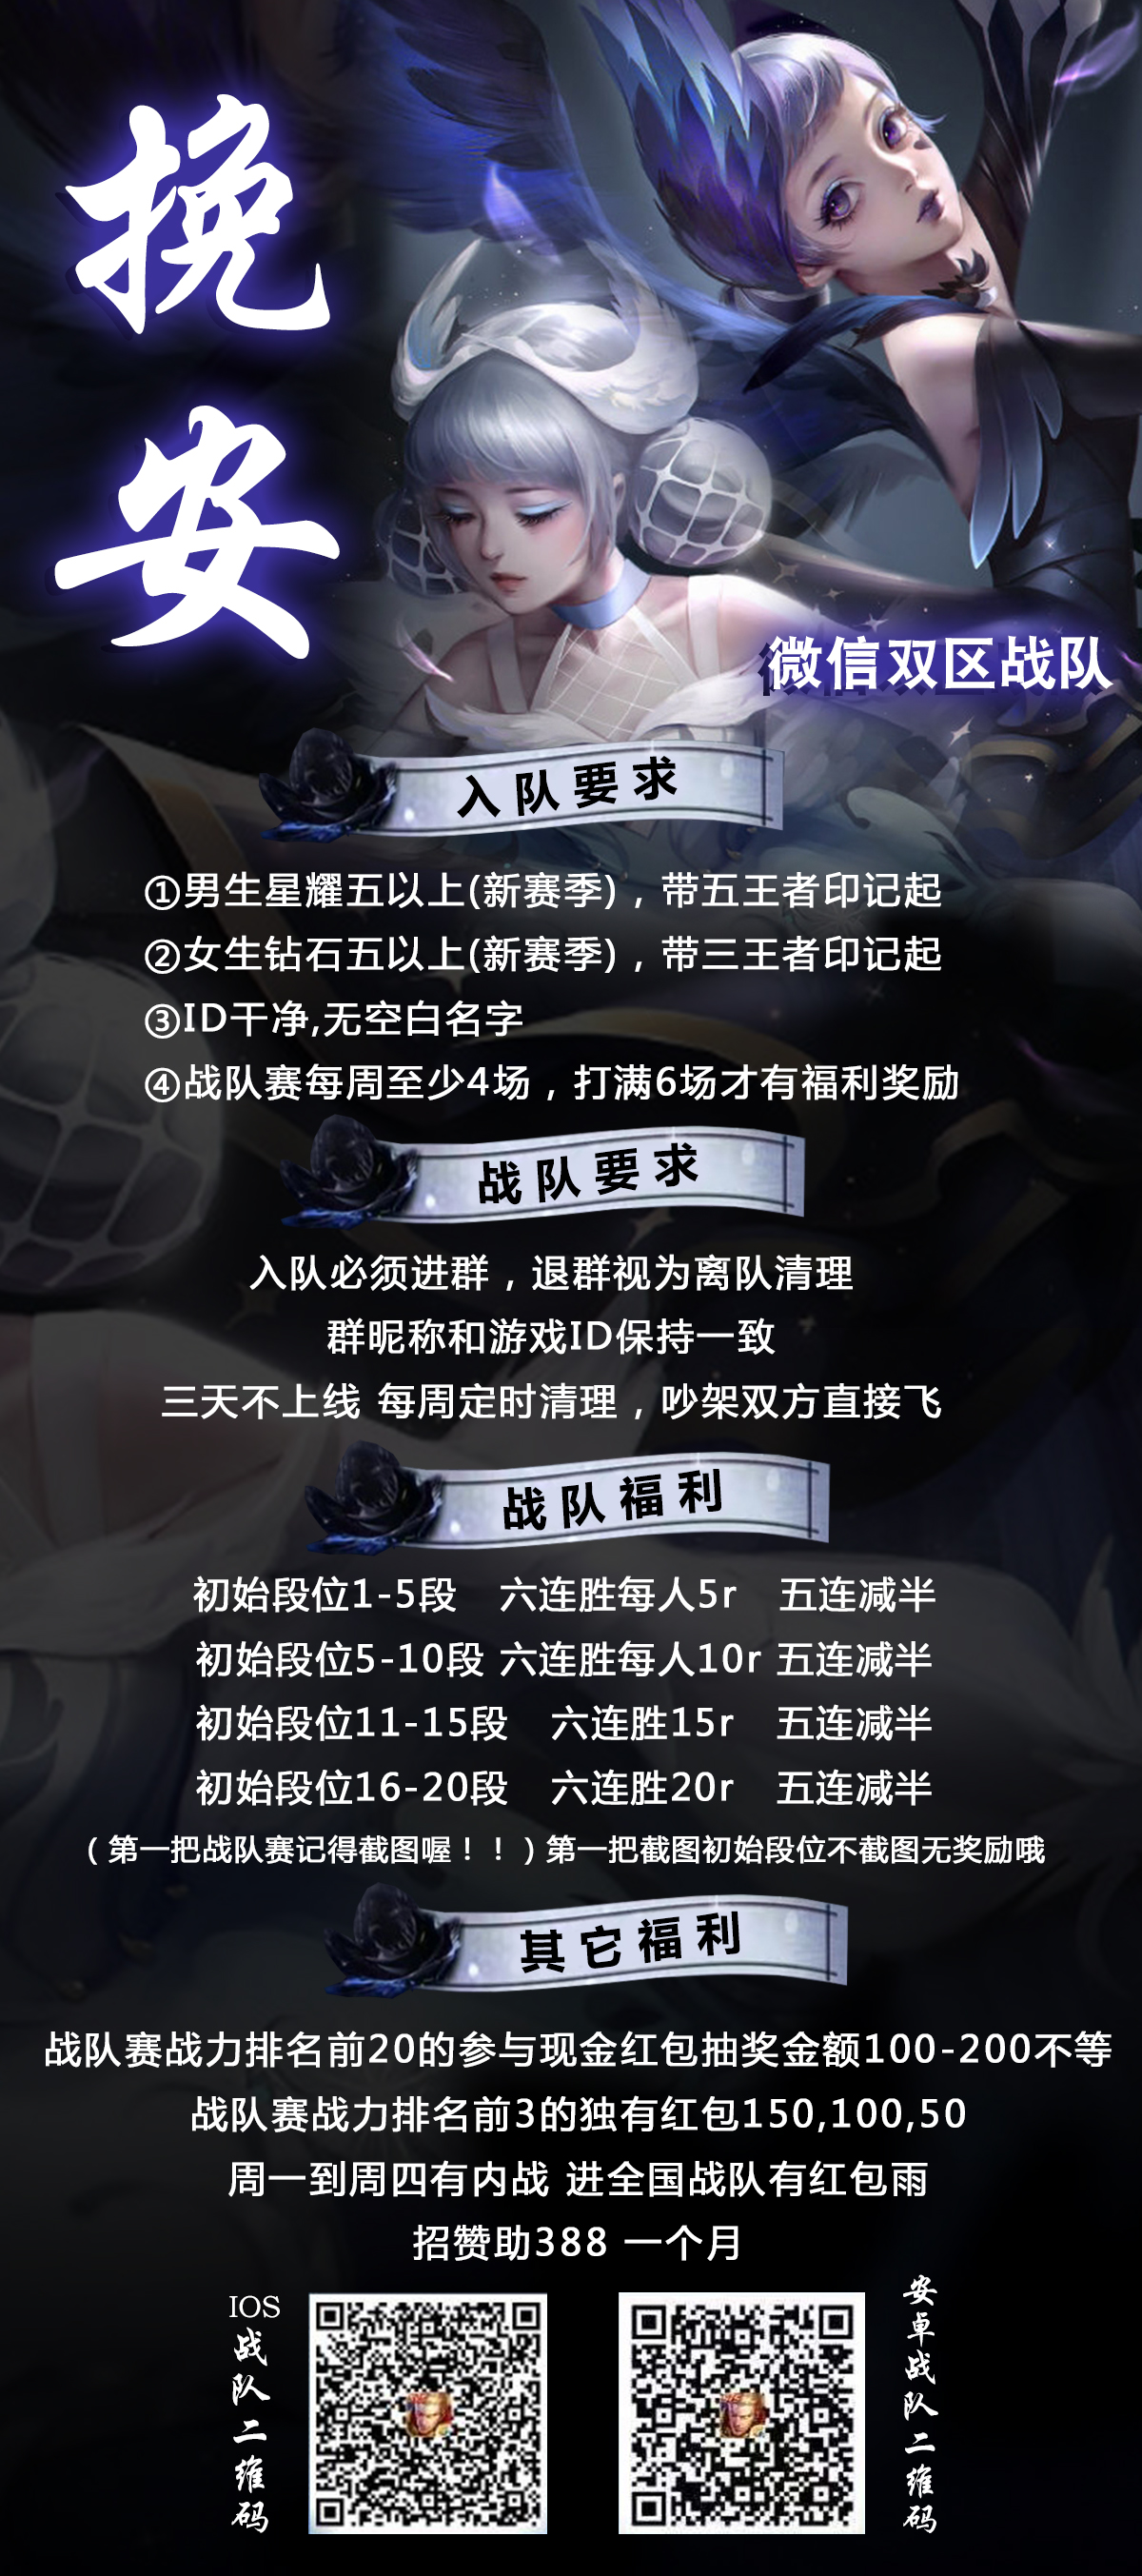 挽安
微信双区战队
入队要求
①男生星耀五以上(新赛季)，带五王者印记起
②女生钻石五以上(新赛季)，带三王者印记起
③ID干净,无空白名字
④战队赛每周至少4场，打满6场才有福利奖励
战队要求
入队必须进群，退群视为离队清理
群昵称和游戏ID保持一致
三天不上线 每周定时清理，吵架双方直接飞
战队福利
初始段位1-5段 六连胜每人5r 五连减半
初始段位5-10段 六连胜每人10r 五连减半
初始段位11-15段 六连胜15r 五连减半
初始段位16-20段 六连胜20r 五连减半
（第一把战队赛记得截图喔！！）第一把截图初始段位不截图无奖励哦
其它福利
战队赛战力排名前20的参与现金红包抽奖金额100-200不等
战队赛战力排名前3的独有红包150,100,50
周一到周四有内战 进全国战队有红包雨
招赞助388 一个月
IOS战队二维码
安卓战队二维码